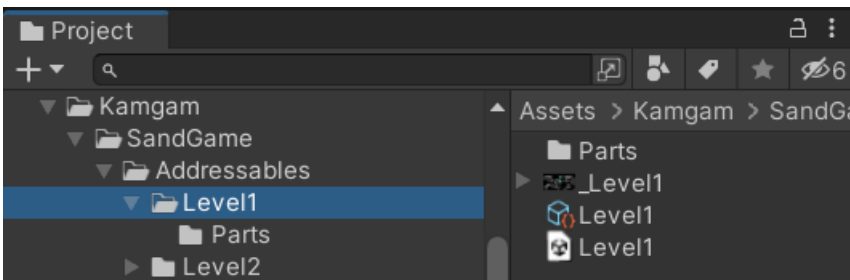 Project
6
Kamgam
SandGame
Addressables
Level1
Parts
Level2
Assets > Kamgam > SandGa
Parts
_Level1
Level1
Level1